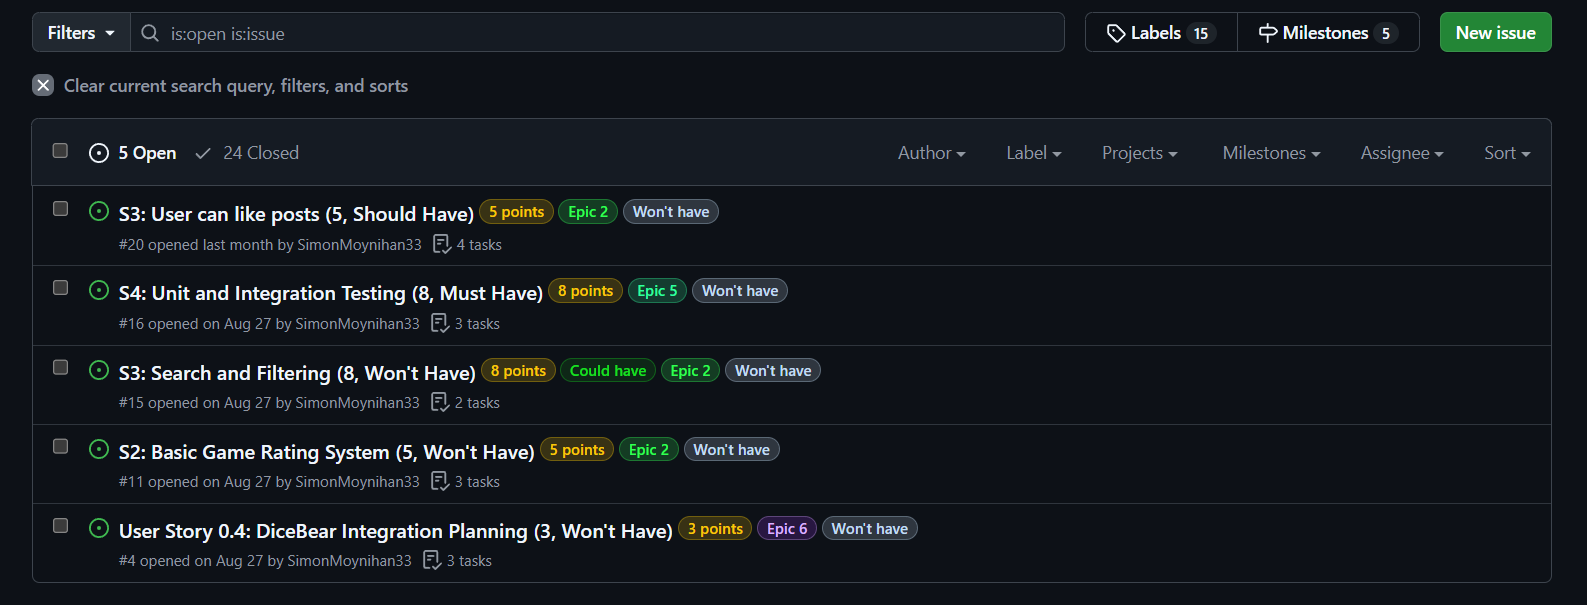 Filters is:open is:issue Labels 15 Milestones 5 New issue
Clear current search query, filters, and sorts
5 Open 24 Closed Author Label Projects Milestones Assignee Sort
S3: User can like posts (5, Should Have) 5 points Epic 2 Won't have
#20 opened last month by SimonMoynihan33 4 tasks
S4: Unit and Integration Testing (8, Must Have) 8 points Epic 5 Won't have
#16 opened on Aug 27 by SimonMoynihan33 3 tasks
S3: Search and Filtering (8, Won't Have) 8 points Could have Epic 2 Won't have
#15 opened on Aug 27 by SimonMoynihan33 2 tasks
S2: Basic Game Rating System (5, Won't Have) 5 points Epic 2 Won't have
#11 opened on Aug 27 by SimonMoynihan33 3 tasks
User Story 0.4: DiceBear Integration Planning (3, Won't Have) 3 points Epic 6 Won't have
#4 opened on Aug 27 by SimonMoynihan33 3 tasks